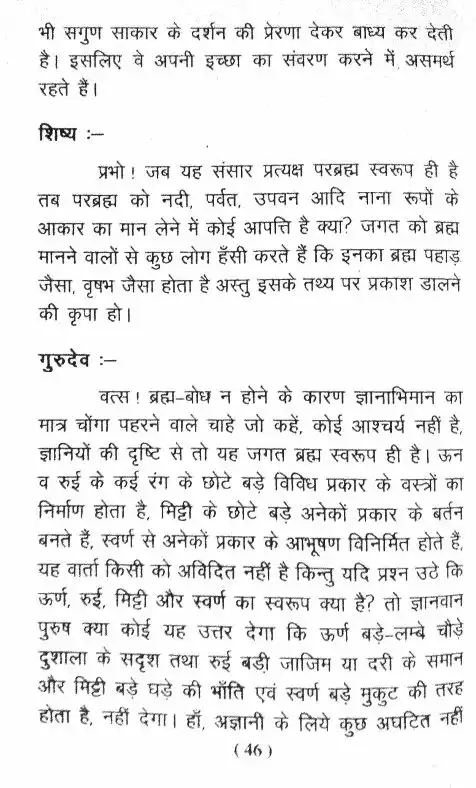 भी सगुण साकार के दर्शन की प्रेरणा देकर बाध्य कर देती
है। इसलिए वे अपनी इच्छा का संवरण करने में असमर्थ
रहते हैं।
शिष्य :–
प्रभो ! जब यह संसार प्रत्यक्ष परब्रह्म स्वरूप ही है
तब परब्रह्म को नदी, पर्वत, उपवन आदि नाना रूपों के
आकार का मान लेने में कोई आपत्ति है क्या? जगत को ब्रह्म
मानने वालों से कुछ लोग हँसी करते हैं कि इनका ब्रह्म पहाड़
जैसा, वृषभ जैसा होता है अस्तु इसके तथ्य पर प्रकाश डालने
की कृपा हो।
गुरुदेव :–
वत्स ! ब्रह्म–बोध न होने के कारण ज्ञानाभिमान का
मात्र चोंगा पहरने वाले चाहे जो कहें, कोई आश्चर्य नहीं है,
ज्ञानियों की दृष्टि से तो यह जगत ब्रह्म स्वरूप ही है। ऊन
व रुई के कई रंग के छोटे बड़े विविध प्रकार के वस्त्रों का
निर्माण होता है, मिट्टी के छोटे बड़े अनेकों प्रकार के बर्तन
बनते हैं, स्वर्ण से अनेकों प्रकार के आभूषण विनिर्मित होते हैं,
यह वार्ता किसी को अविदित नहीं है किन्तु यदि प्रश्न उठे कि
ऊर्ण, रुई, मिट्टी और स्वर्ण का स्वरूप क्या है? तो ज्ञानवान
पुरुष क्या कोई यह उत्तर देगा कि ऊर्ण बड़े–लम्बे चौड़े
दुशाला के सदृश तथा रुई बड़ी जाजिम या दरी के समान
और मिट्टी बड़े घड़े की भाँति एवं स्वर्ण बड़े मुकुट की तरह
होता है, नहीं देगा। हाँ, अज्ञानी के लिये कुछ अघटित नहीं
( 46 )